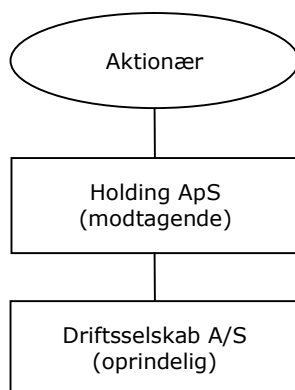 Aktionær
Holding ApS
(modtagende)
Driftsselskab A/S
(oprindelig)